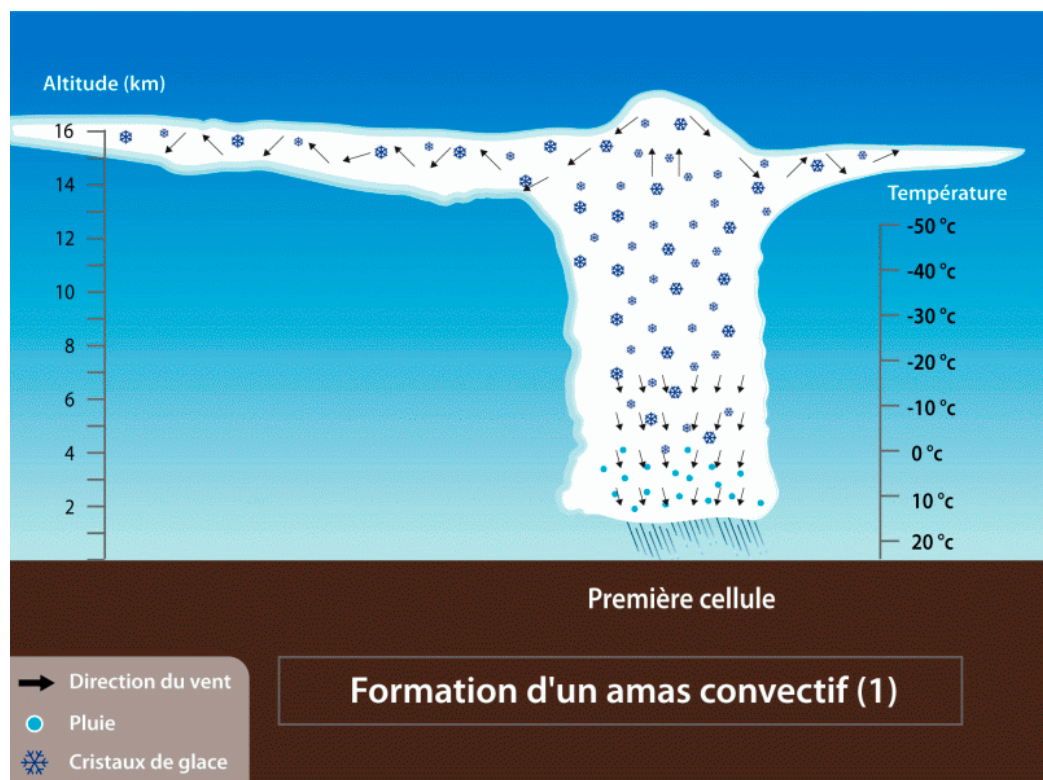 Altitude (km)
16
14
12
10
8
6
4
2
Température
-50 °c
-40 °c
-30 °c
-20 °c
-10 °c
0 °c
10 °c
20 °c
Première cellule
Formation d'un amas convectif (1)
Direction du vent
Pluie
Cristaux de glace